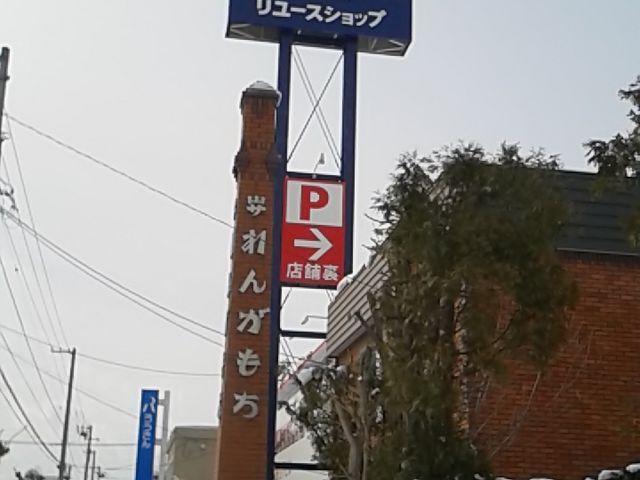 リユースショップ
P
店舗裏
れんがもち